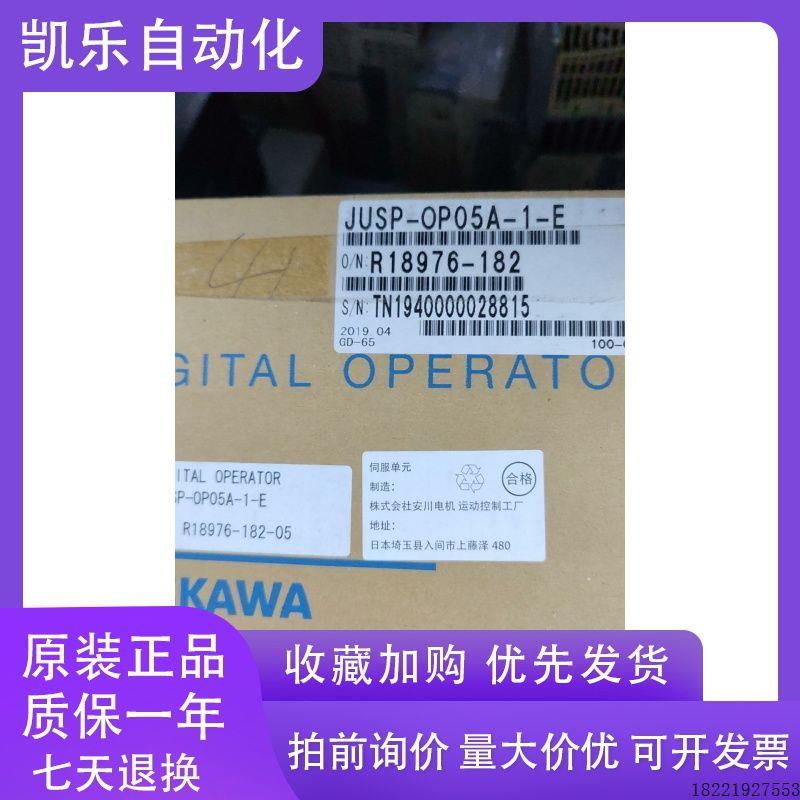 凯乐自动化
JUSP-OP05A-1-E
O/N: R18976-182
S/N: TN1940000028815
2019.04
GD-65
100-
GITAL OPERATO
ITAL OPERATOR
SP-OP05A-1-E
R18976-182-05
伺服单元
制造:
株式会社安川电机 运动控制工厂
地址:
日本埼玉县入间市上藤泽 480
合格
KAWA
原装正品
质保一年
七天退换
收藏加购 优先发货
拍前询价 量大价优 可开发票
18221927553